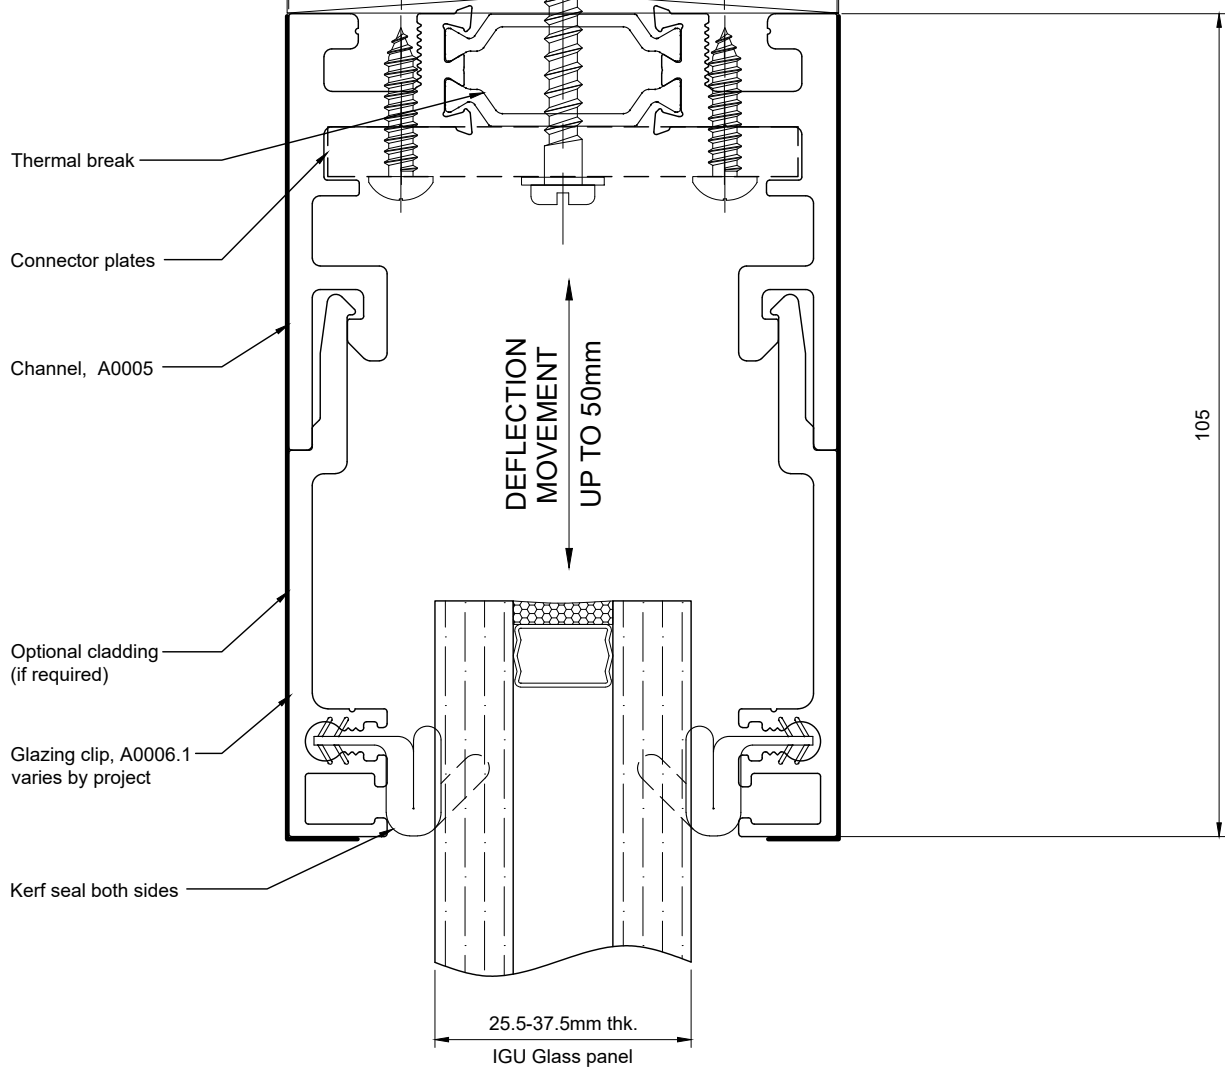 Thermal break
Connector plates
Channel, A0005
DEFLECTION
MOVEMENT
UP TO 50mm
105
Optional cladding
(if required)
Glazing clip, A0006.1
varies by project
Kerf seal both sides
25.5-37.5mm thk.
IGU Glass panel